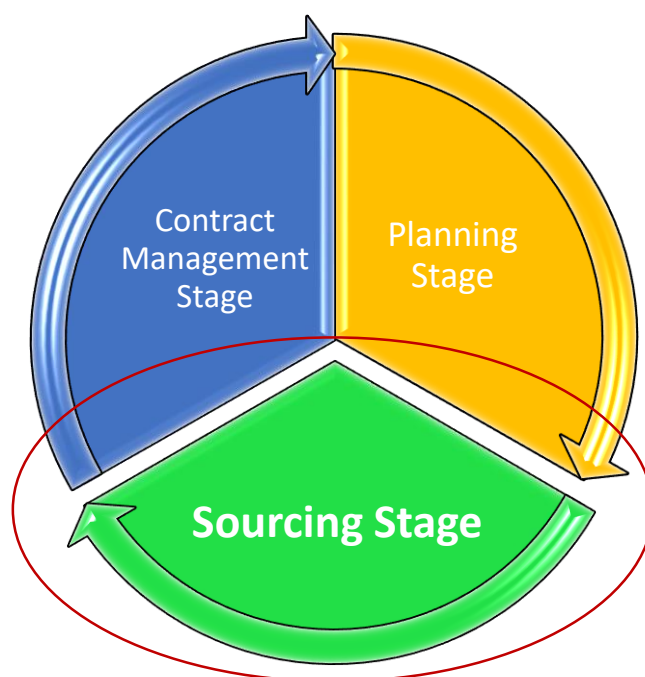 Contract
Management
Stage
Planning
Stage
Sourcing Stage